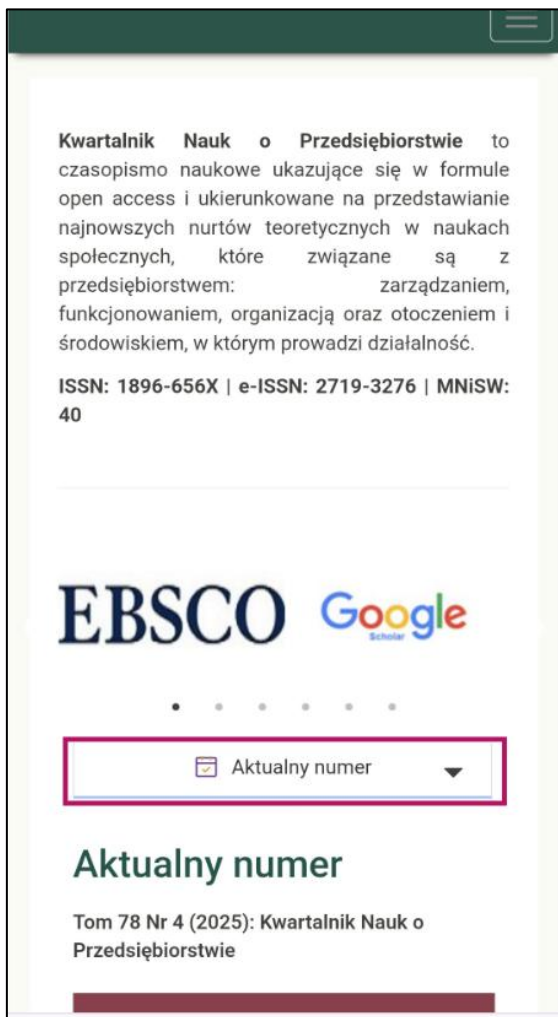 Kwartalnik Nauk o Przedsiębiorstwie to
czasopismo naukowe ukazujące się w formule
open access i ukierunkowane na przedstawianie
najnowszych nurtów teoretycznych w naukach
społecznych, które związane są z
przedsiębiorstwem: zarządzaniem,
funkcjonowaniem, organizacją oraz otoczeniem i
środowiskiem, w którym prowadzi działalność.
ISSN: 1896-656X | e-ISSN: 2719-3276 | MNiSW:
40
EBSCO Google
Scholar
Aktualny numer
Aktualny numer
Tom 78 Nr 4 (2025): Kwartalnik Nauk o
Przedsiębiorstwie